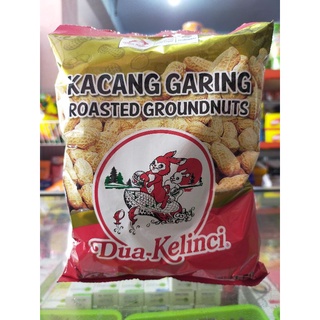 KACANG GARING
ROASTED GROUNDNUTS
Dua Kelinci